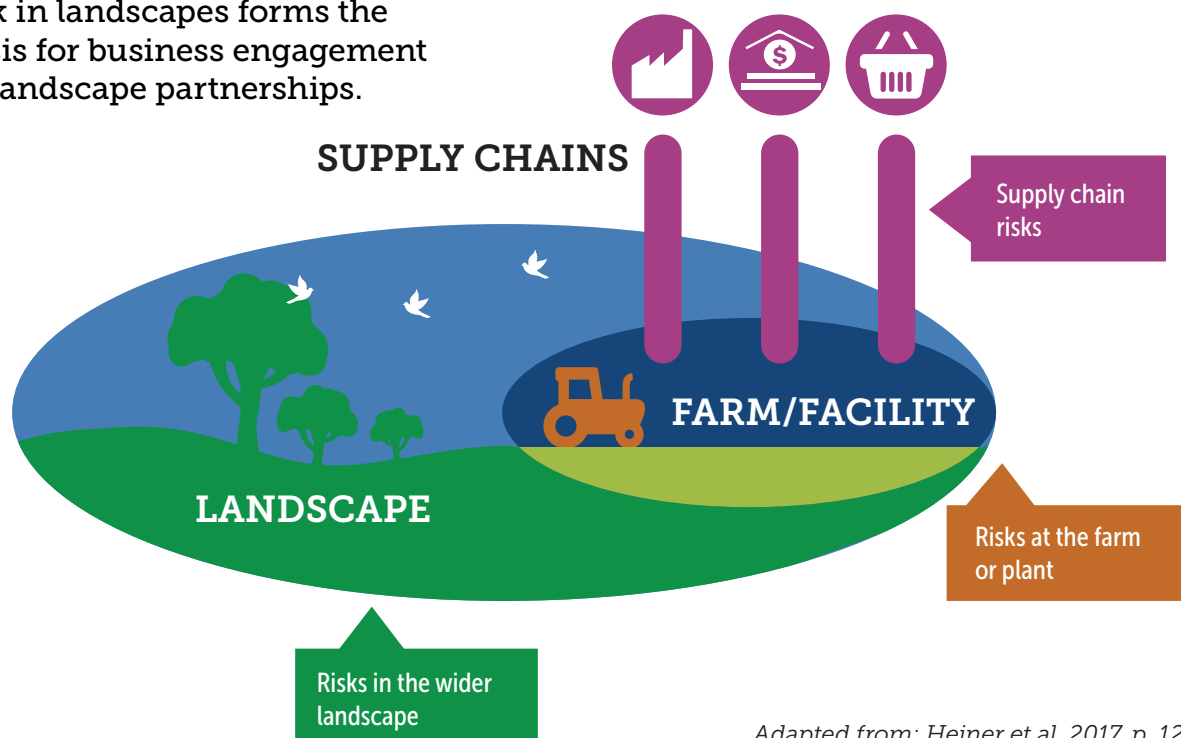 k in landscapes forms the
is for business engagement
andscape partnerships.
$
SUPPLY CHAINS
Supply chain
risks
FARM/FACILITY
LANDSCAPE
Risks at the farm
or plant
Risks in the wider
landscape
Adapted from: Heiner et al. 2017, p. 12